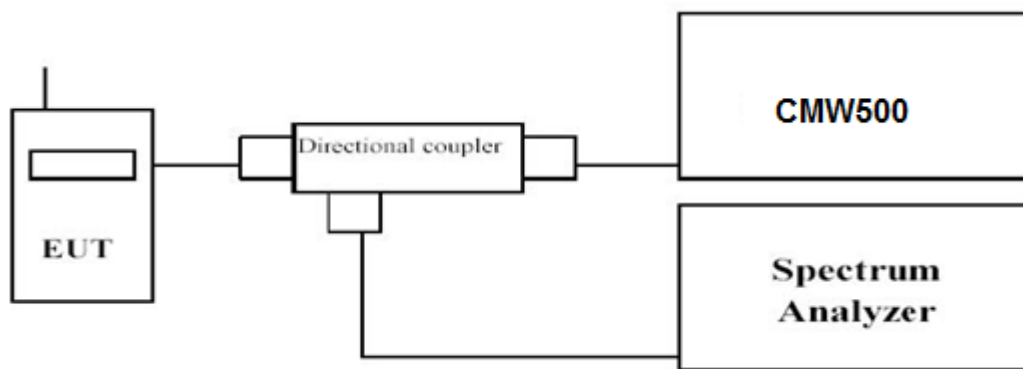 CMW500
Directional coupler
EUT
Spectrum
Analyzer